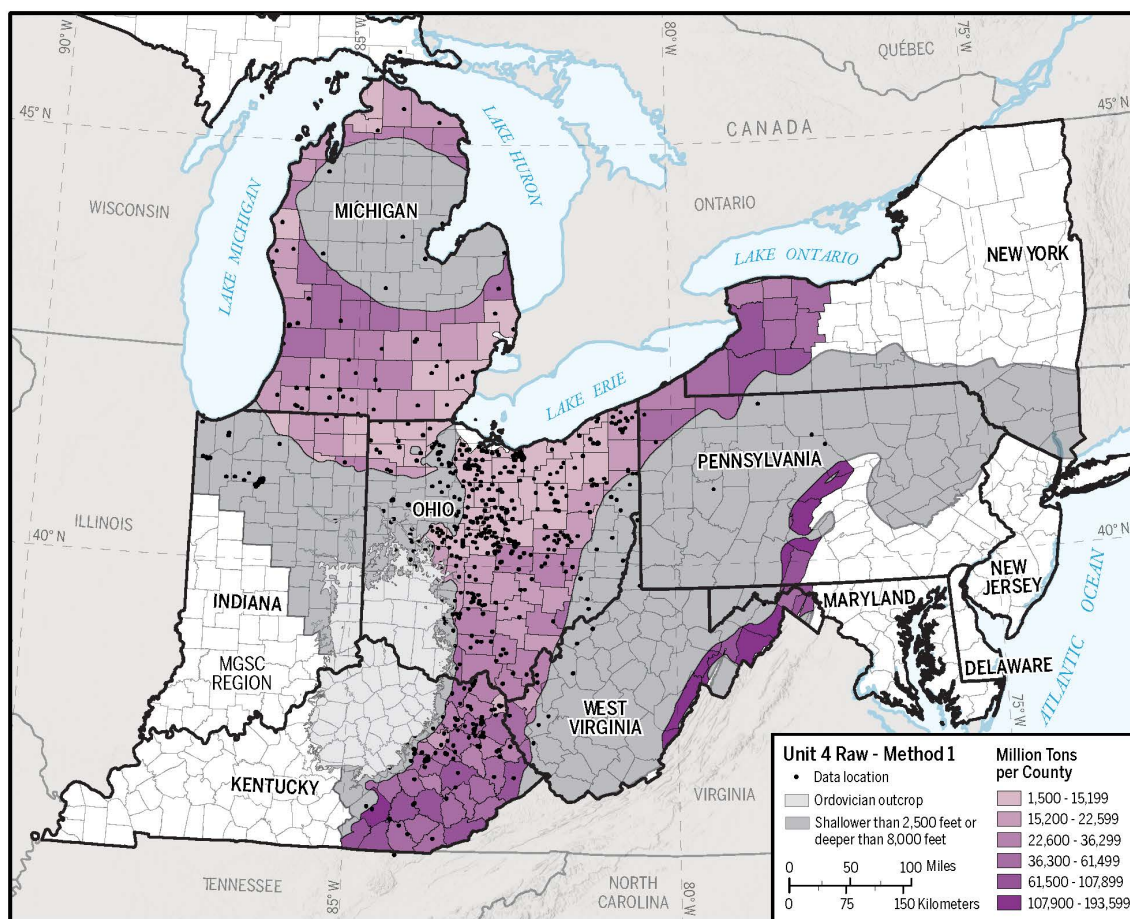 90° W
85° W
80° W
75° W
QUÉBEC
45° N
45° N
CANADA
LAKE HURON
LAKE MICHIGAN
WISCONSIN
MICHIGAN
ONTARIO
LAKE ONTARIO
NEW YORK
LAKE ERIE
PENNSYLVANIA
OHIO
ILLINOIS
40° N
40° N
NEW
JERSEY
INDIANA
MARYLAND
MGSC
REGION
DELAWARE
ATLANTIC OCEAN
75° W
WEST
VIRGINIA
KENTUCKY
VIRGINIA
TENNESSEE
85° W
NORTH
CAROLINA
80° W
Unit 4 Raw - Method 1
Data location
Ordovician outcrop
Shallower than 2,500 feet or
deeper than 8,000 feet
0 50 100 Miles
0 75 150 Kilometers
Million Tons
per County
1,500 - 15,199
15,200 - 22,599
22,600 - 36,299
36,300 - 61,499
61,500 - 107,899
107,900 - 193,599